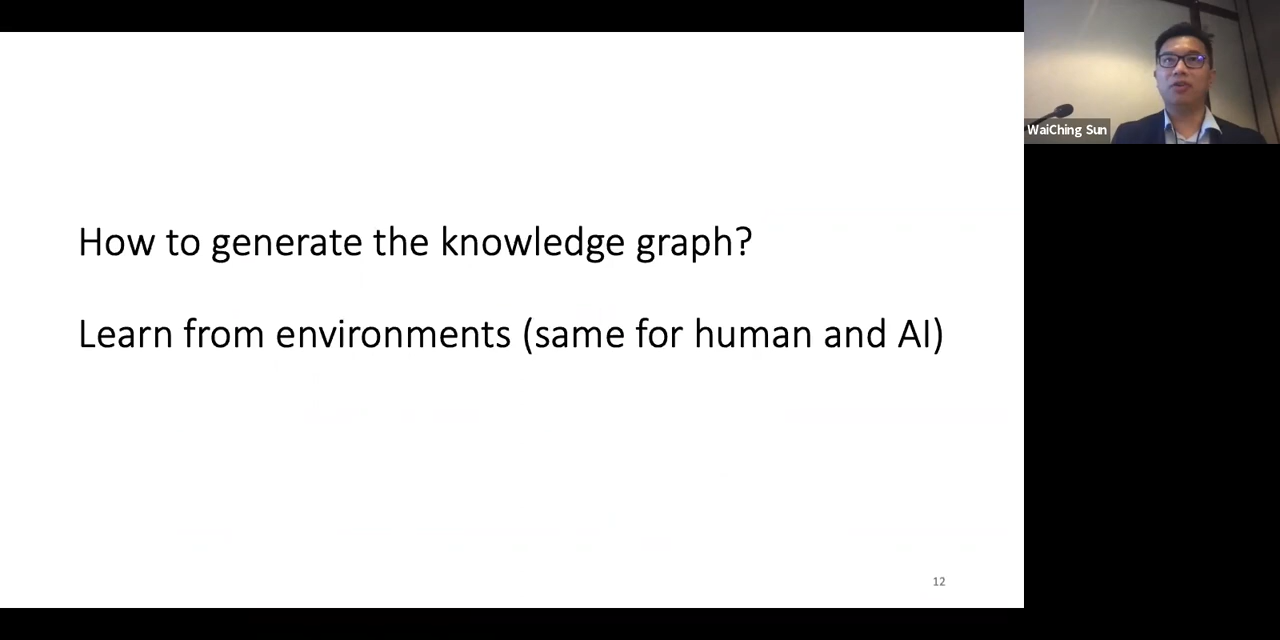 How to generate the knowledge graph?
Learn from environments (same for human and AI)
12
WaiChing Sun